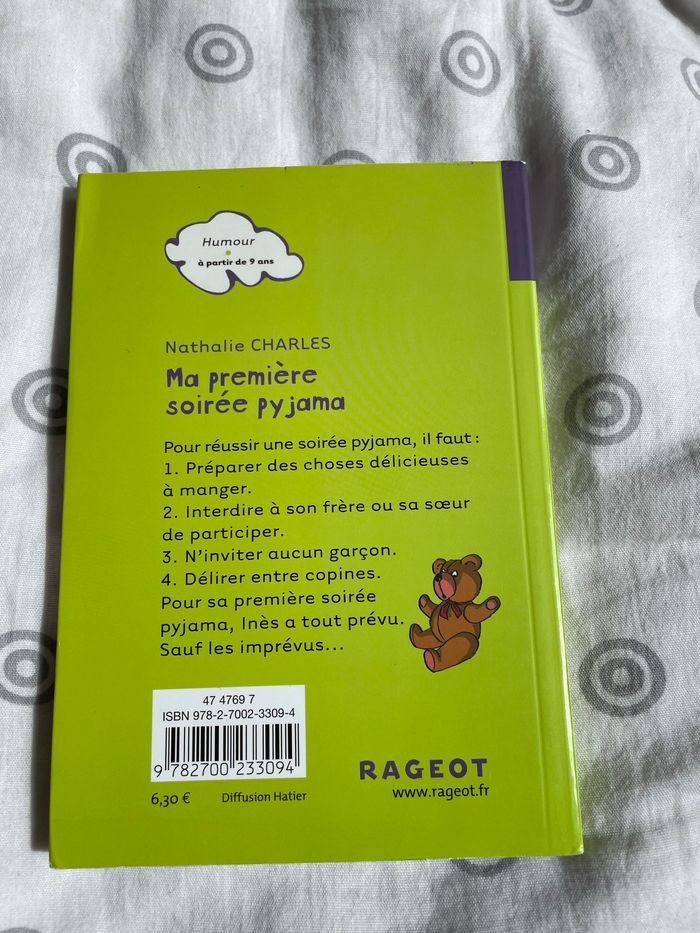 Humour
à partir de 9 ans
Nathalie CHARLES
Ma première
soirée pyjama
Pour réussir une soirée pyjama, il faut :
1. Préparer des choses délicieuses
à manger.
2. Interdire à son frère ou sa sœur
de participer.
3. N'inviter aucun garçon.
4. Délirer entre copines.
Pour sa première soirée
pyjama, Inès a tout prévu.
Sauf les imprévus...
47 4769 7
ISBN 978-2-7002-3309-4
9 782700 233094
6,30 € Diffusion Hatier
RAGEOT
www.rageot.fr